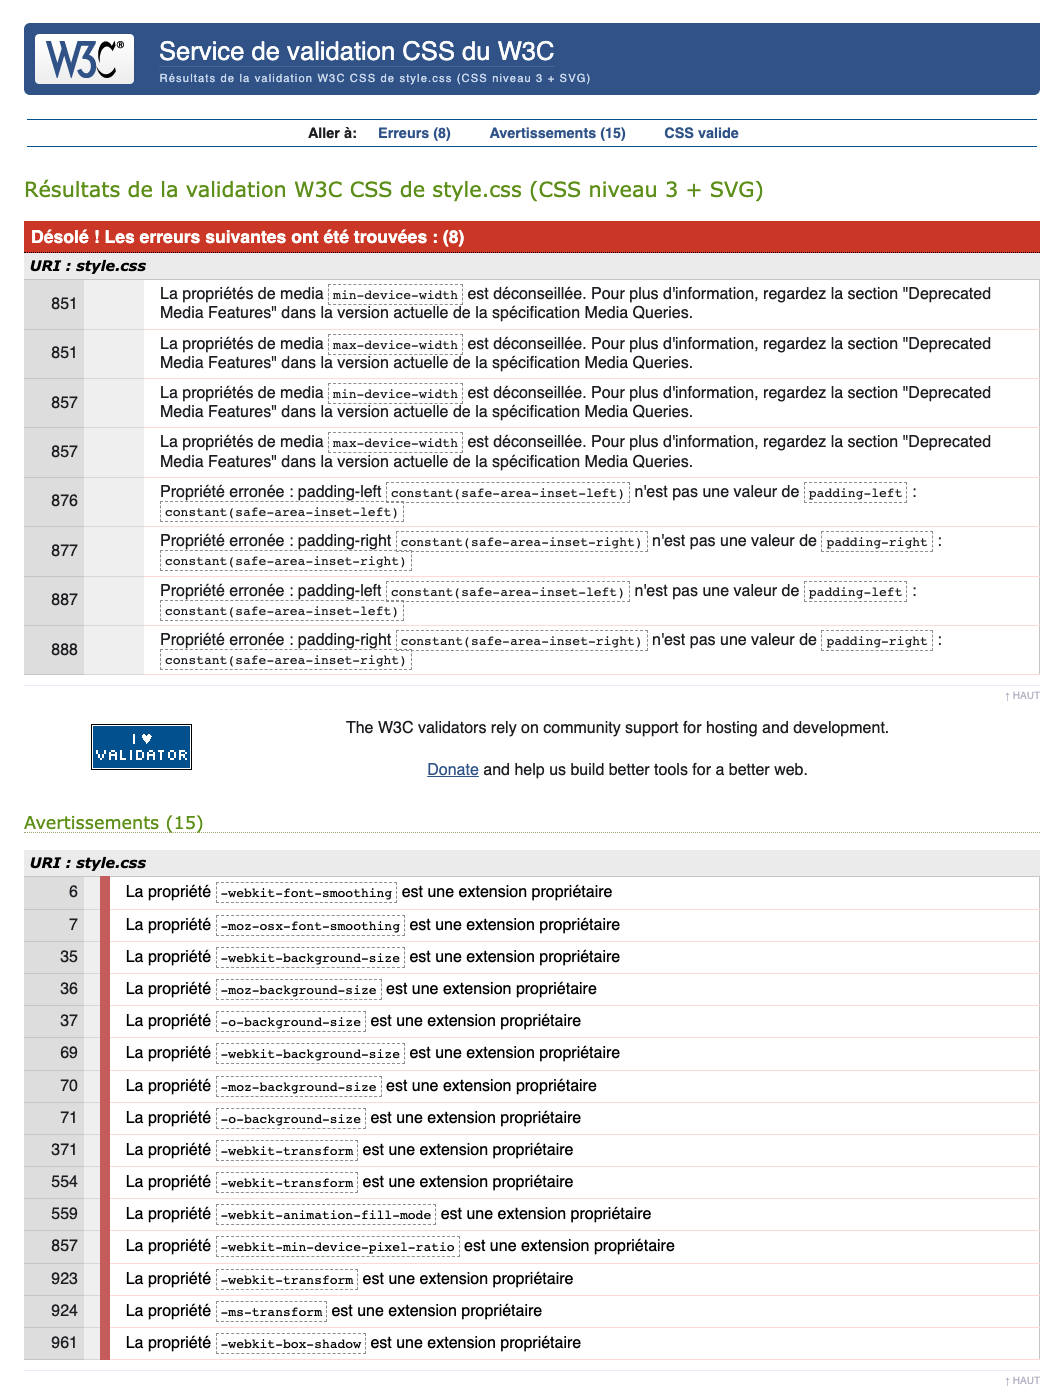 W3C®
Service de validation CSS du W3C
Résultats de la validation W3C CSS de style.css (CSS niveau 3 + SVG)
Aller à: Erreurs (8) Avertissements (15) CSS valide
Résultats de la validation W3C CSS de style.css (CSS niveau 3 + SVG)
Désolé ! Les erreurs suivantes ont été trouvées : (8)
URI : style.css
851 La propriétés de media min-device-width est déconseillée. Pour plus d'information, regardez la section "Deprecated
Media Features" dans la version actuelle de la spécification Media Queries.
851 La propriétés de media max-device-width est déconseillée. Pour plus d'information, regardez la section "Deprecated
Media Features" dans la version actuelle de la spécification Media Queries.
857 La propriétés de media min-device-width est déconseillée. Pour plus d'information, regardez la section "Deprecated
Media Features" dans la version actuelle de la spécification Media Queries.
857 La propriétés de media max-device-width est déconseillée. Pour plus d'information, regardez la section "Deprecated
Media Features" dans la version actuelle de la spécification Media Queries.
876 Propriété erronée : padding-left constant(safe-area-inset-left) n'est pas une valeur de padding-left :
constant(safe-area-inset-left)
877 Propriété erronée : padding-right constant(safe-area-inset-right) n'est pas une valeur de padding-right :
constant(safe-area-inset-right)
887 Propriété erronée : padding-left constant(safe-area-inset-left) n'est pas une valeur de padding-left :
constant(safe-area-inset-left)
888 Propriété erronée : padding-right constant(safe-area-inset-right) n'est pas une valeur de padding-right :
constant(safe-area-inset-right)
↑ HAUT
I ♥
VALIDATOR
The W3C validators rely on community support for hosting and development.
Donate and help us build better tools for a better web.
Avertissements (15)
URI : style.css
6 La propriété -webkit-font-smoothing est une extension propriétaire
7 La propriété -moz-osx-font-smoothing est une extension propriétaire
35 La propriété -webkit-background-size est une extension propriétaire
36 La propriété -moz-background-size est une extension propriétaire
37 La propriété -o-background-size est une extension propriétaire
69 La propriété -webkit-background-size est une extension propriétaire
70 La propriété -moz-background-size est une extension propriétaire
71 La propriété -o-background-size est une extension propriétaire
371 La propriété -webkit-transform est une extension propriétaire
554 La propriété -webkit-transform est une extension propriétaire
559 La propriété -webkit-animation-fill-mode est une extension propriétaire
857 La propriété -webkit-min-device-pixel-ratio est une extension propriétaire
923 La propriété -webkit-transform est une extension propriétaire
924 La propriété -ms-transform est une extension propriétaire
961 La propriété -webkit-box-shadow est une extension propriétaire
↑ HAUT